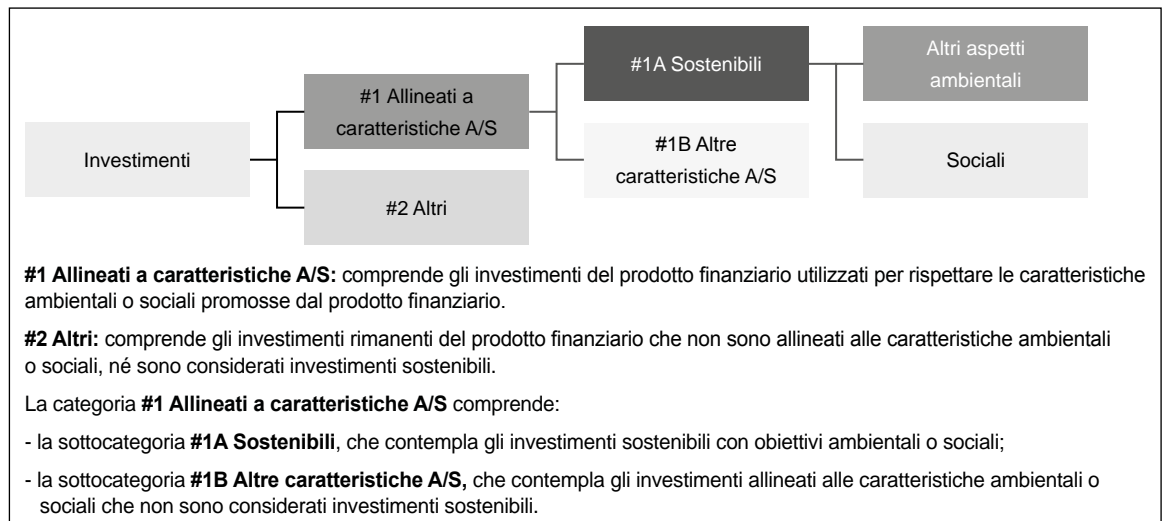 Investimenti
#1 Allineati a
caratteristiche A/S
#2 Altri
#1A Sostenibili
#1B Altre
caratteristiche A/S
Altri aspetti
ambientali
Sociali
#1 Allineati a caratteristiche A/S: comprende gli investimenti del prodotto finanziario utilizzati per rispettare le caratteristiche
ambientali o sociali promosse dal prodotto finanziario.
#2 Altri: comprende gli investimenti rimanenti del prodotto finanziario che non sono allineati alle caratteristiche ambientali
o sociali, né sono considerati investimenti sostenibili.
La categoria #1 Allineati a caratteristiche A/S comprende:
- la sottocategoria #1A Sostenibili, che contempla gli investimenti sostenibili con obiettivi ambientali o sociali;
- la sottocategoria #1B Altre caratteristiche A/S, che contempla gli investimenti allineati alle caratteristiche ambientali o
sociali che non sono considerati investimenti sostenibili.